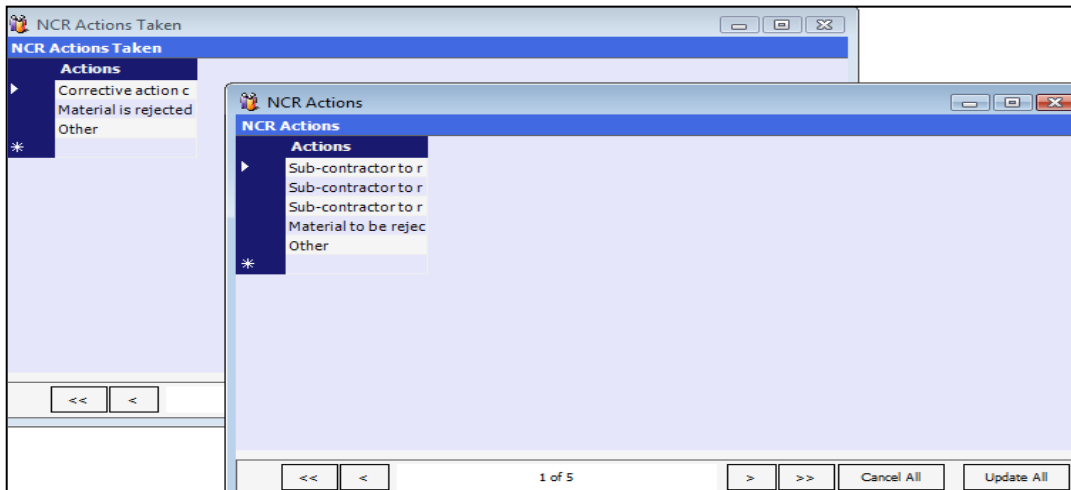 NCR Actions Taken
NCR Actions Taken
Actions
Corrective action c
Material is rejected
Other
<< <
NCR Actions
NCR Actions
Actions
Sub-contractor to r
Sub-contractor to r
Sub-contractor to r
Material to be rejec
Other
<< < 1 of 5 > >> Cancel All Update All